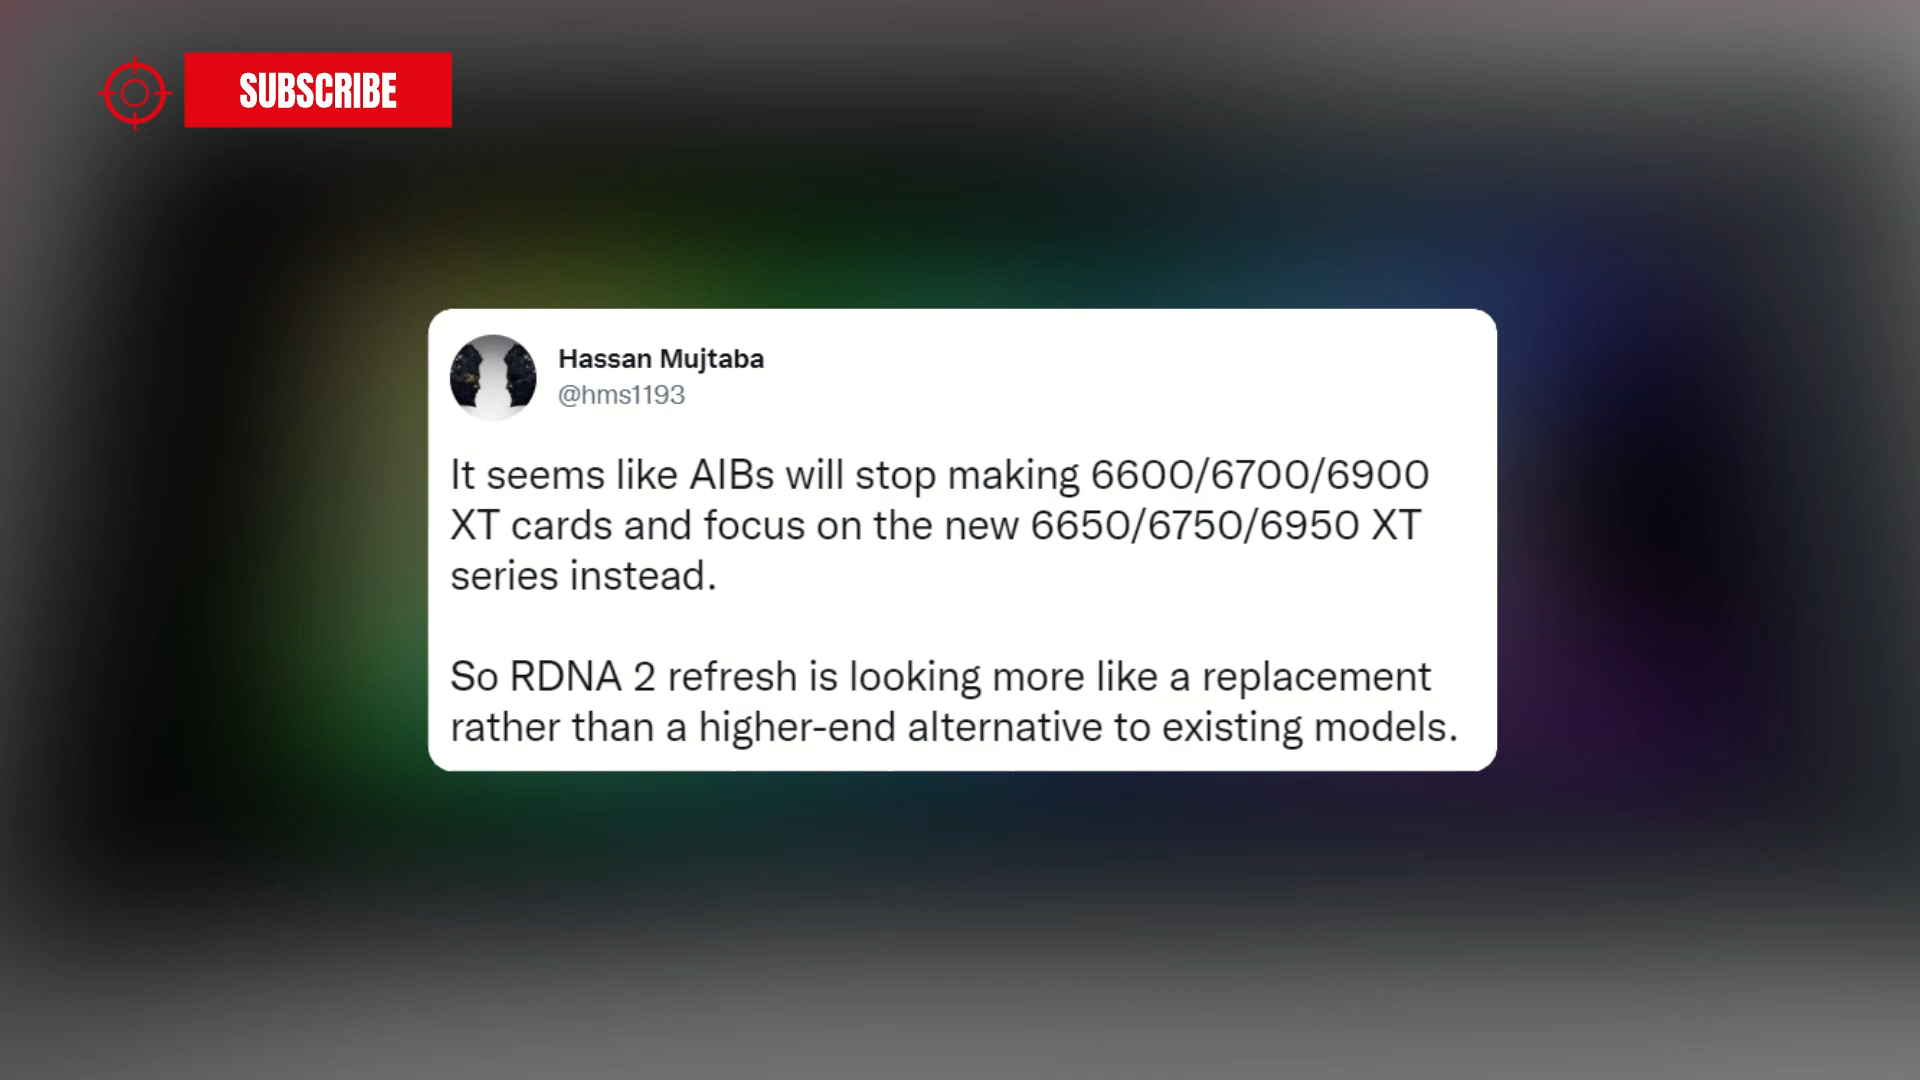 SUBSCRIBE
Hassan Mujtaba
@hms1193
It seems like AIBs will stop making 6600/6700/6900
XT cards and focus on the new 6650/6750/6950 XT
series instead.
So RDNA 2 refresh is looking more like a replacement
rather than a higher-end alternative to existing models.